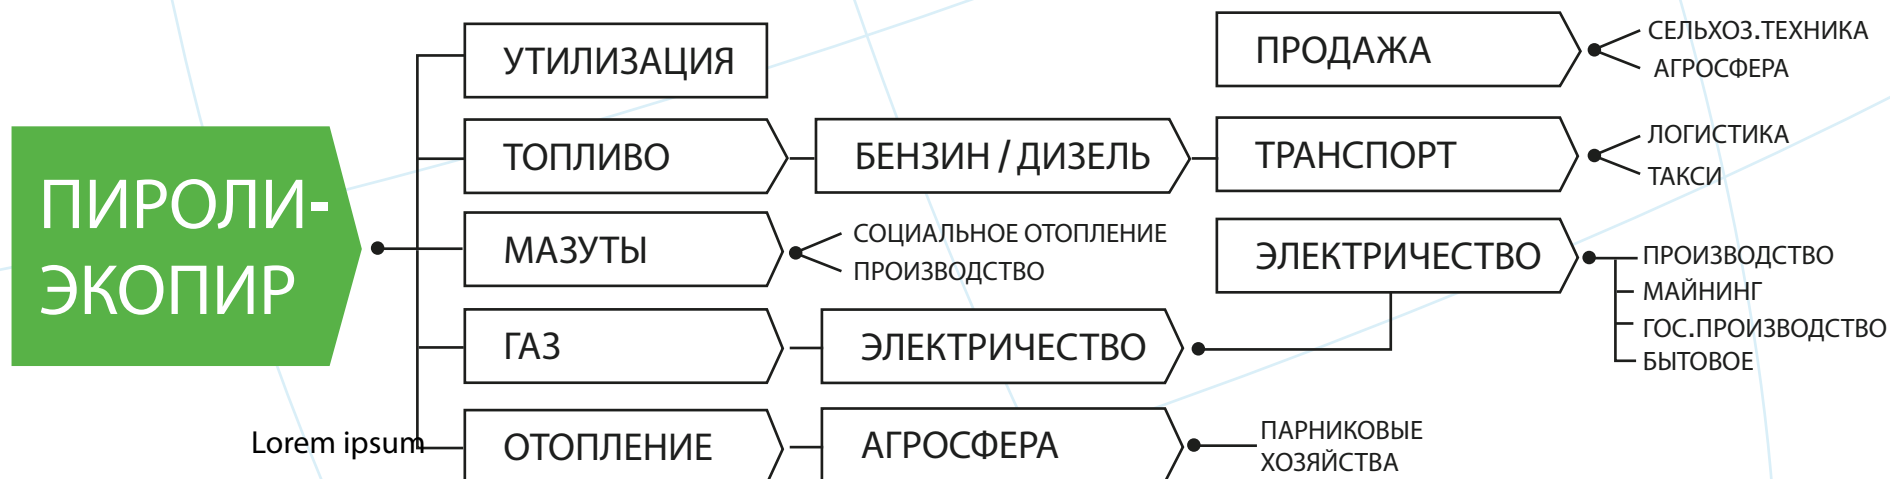 ПИРОЛИ-
ЭКОПИР
УТИЛИЗАЦИЯ
ТОПЛИВО
БЕНЗИН / ДИЗЕЛЬ
МАЗУТЫ
СОЦИАЛЬНОЕ ОТОПЛЕНИЕ
ПРОИЗВОДСТВО
ГАЗ
ЭЛЕКТРИЧЕСТВО
Lorem ipsum
ОТОПЛЕНИЕ
АГРОСФЕРА
ПАРНИКОВЫЕ
ХОЗЯЙСТВА
ПРОДАЖА
СЕЛЬХОЗ.ТЕХНИКА
АГРОСФЕРА
ТРАНСПОРТ
ЛОГИСТИКА
ТАКСИ
ЭЛЕКТРИЧЕСТВО
ПРОИЗВОДСТВО
МАЙНИНГ
ГОС.ПРОИЗВОДСТВО
БЫТОВОЕ